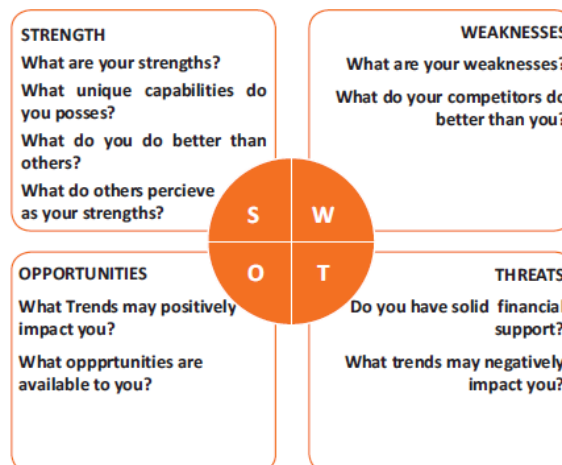 STRENGTH
What are your strengths?
What unique capabilities do
you posses?
What do you do better than
others?
What do others percieve
as your strengths?
WEAKNESSES
What are your weaknesses?
What do your competitors do
better than you?
S
W
O
T
OPPORTUNITIES
What Trends may positively
impact you?
What oppprtunities are
available to you?
THREATS
Do you have solid financial
support?
What trends may negatively
impact you?